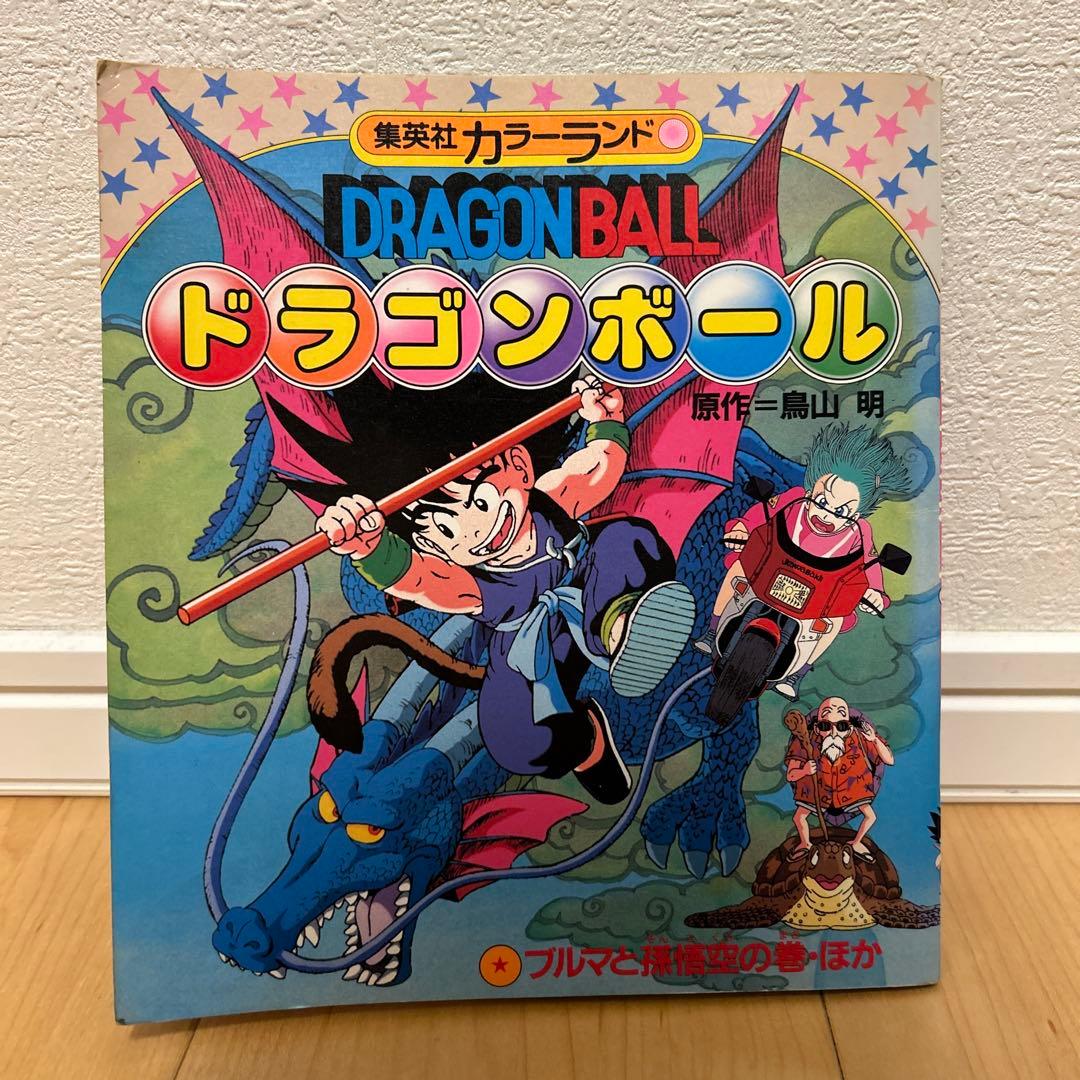 集英社カラーランド
DRAGON BALL
ドラゴンボール
原作=鳥山 明
ブルマと孫悟空の巻・ほか